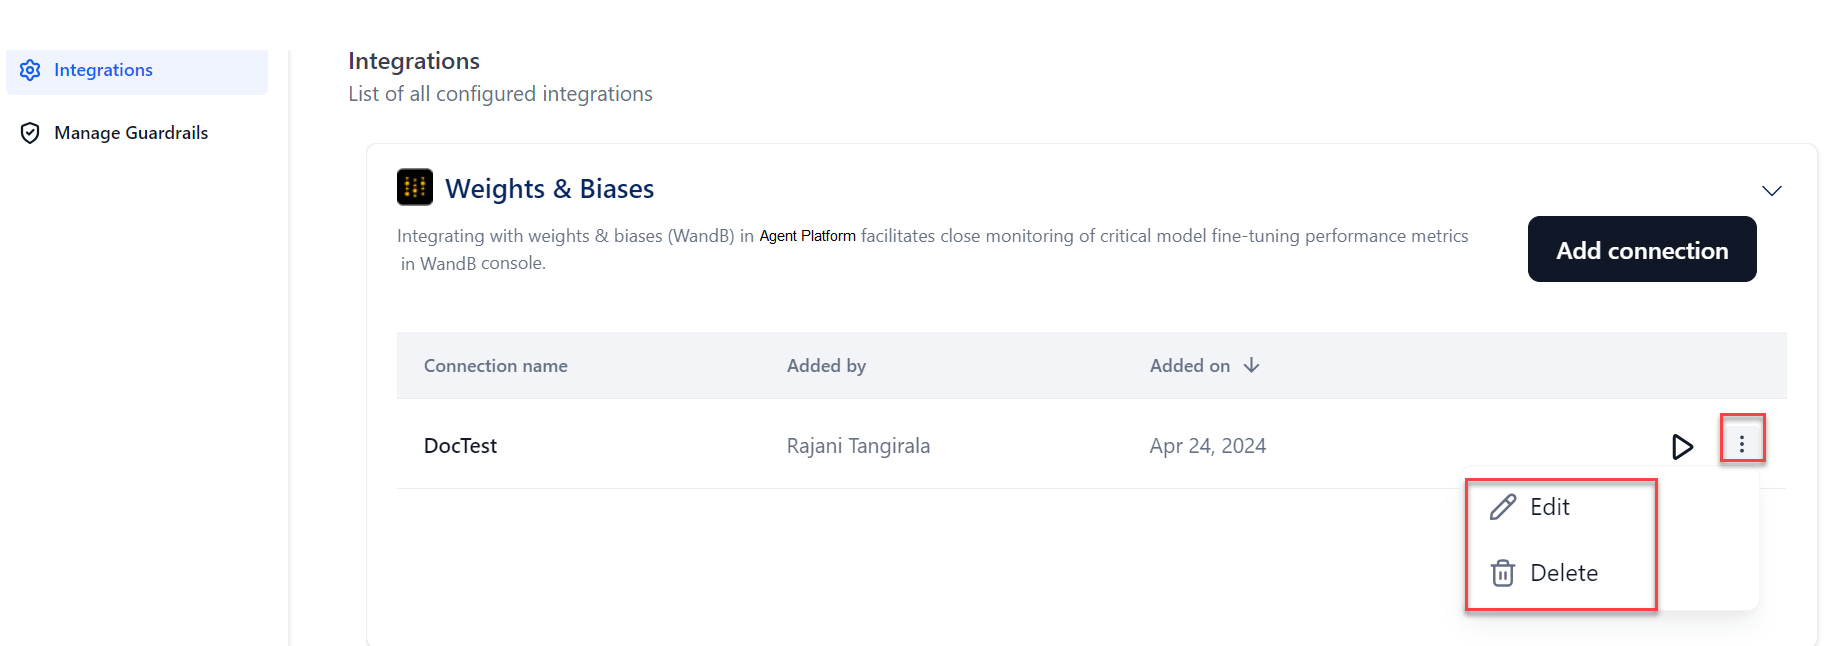 Integrations
Manage Guardrails
Integrations
List of all configured integrations
Weights & Biases
Integrating with weights & biases (WandB) in Agent Platform facilitates close monitoring of critical model fine-tuning performance metrics
in WandB console.
Add connection
Connection name Added by Added on
DocTest Rajani Tangirala Apr 24, 2024
Edit
Delete